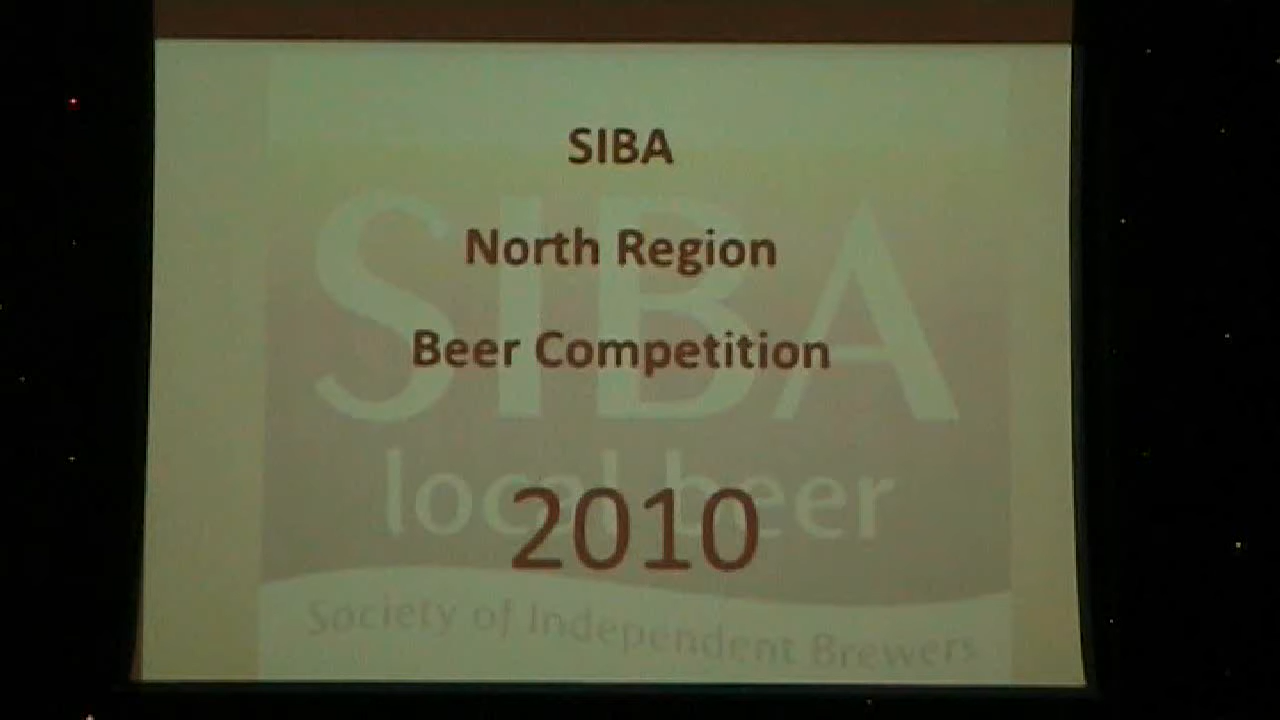 SIBA
North Region
Beer Competition
2010
SIBA
local beer
Society of Independent Brewers